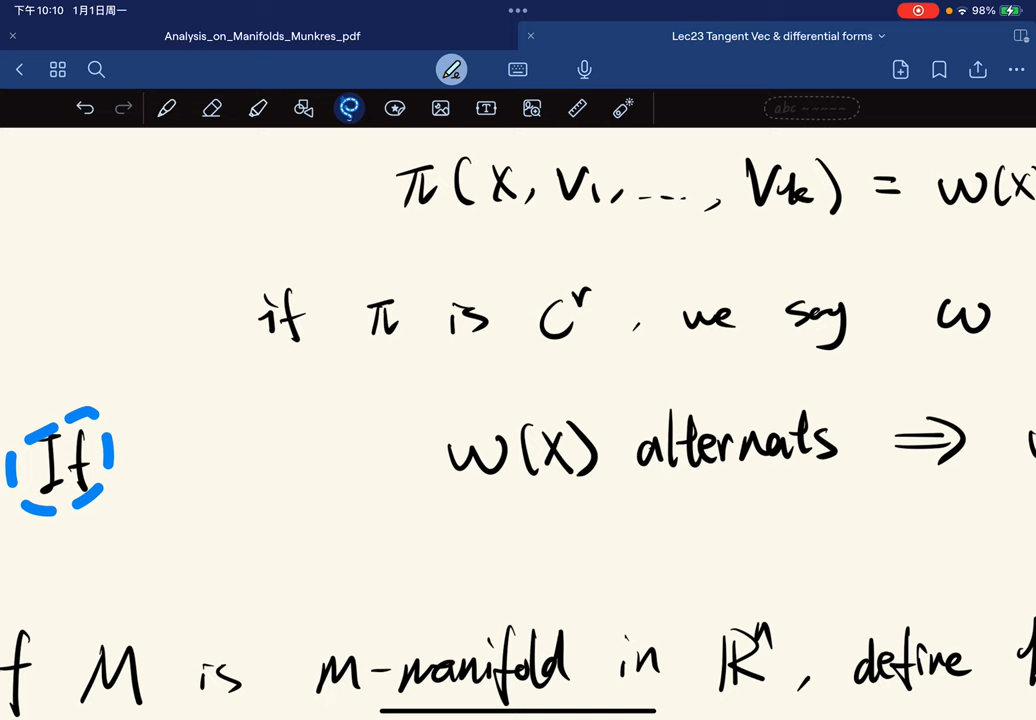 下午10:10 1月1日周一
98%
Analysis_on_Manifolds_Munkres_pdf
Lec23 Tangent Vec & differential forms
abc
π(x, v1, ..., vk) = w(x
if π is C^r, we say w
If w(x) alternats ⇒
f M is m-manifold in ℝ^n, define